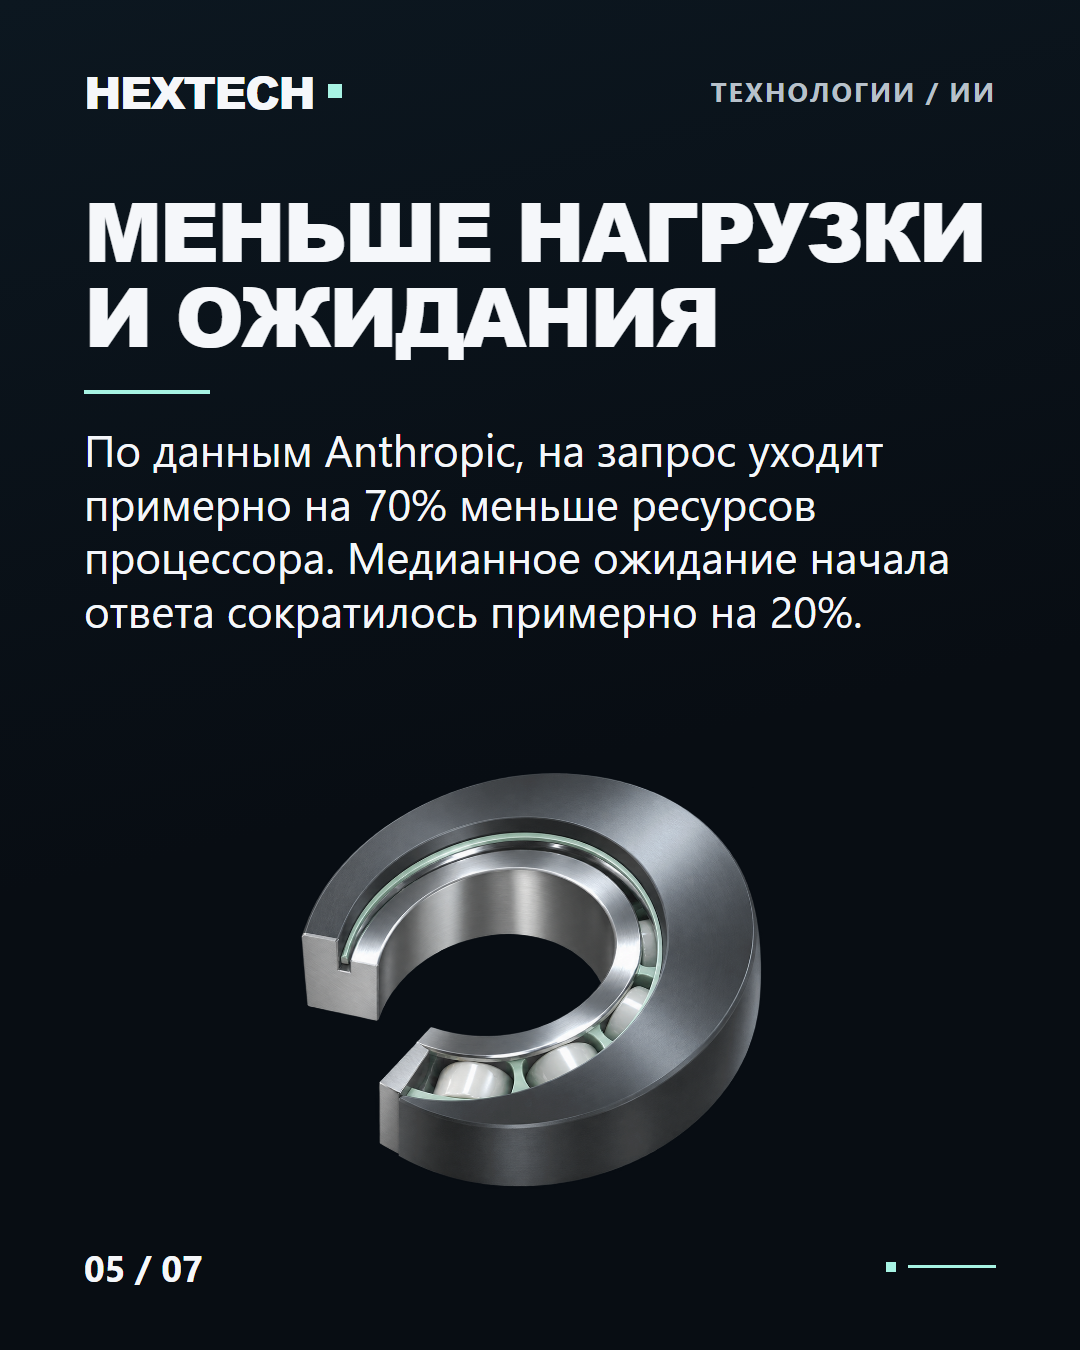 HEXTECH
ТЕХНОЛОГИИ / ИИ
МЕНЬШЕ НАГРУЗКИ
И ОЖИДАНИЯ
По данным Anthropic, на запрос уходит
примерно на 70% меньше ресурсов
процессора. Медианное ожидание начала
ответа сократилось примерно на 20%.
05 / 07